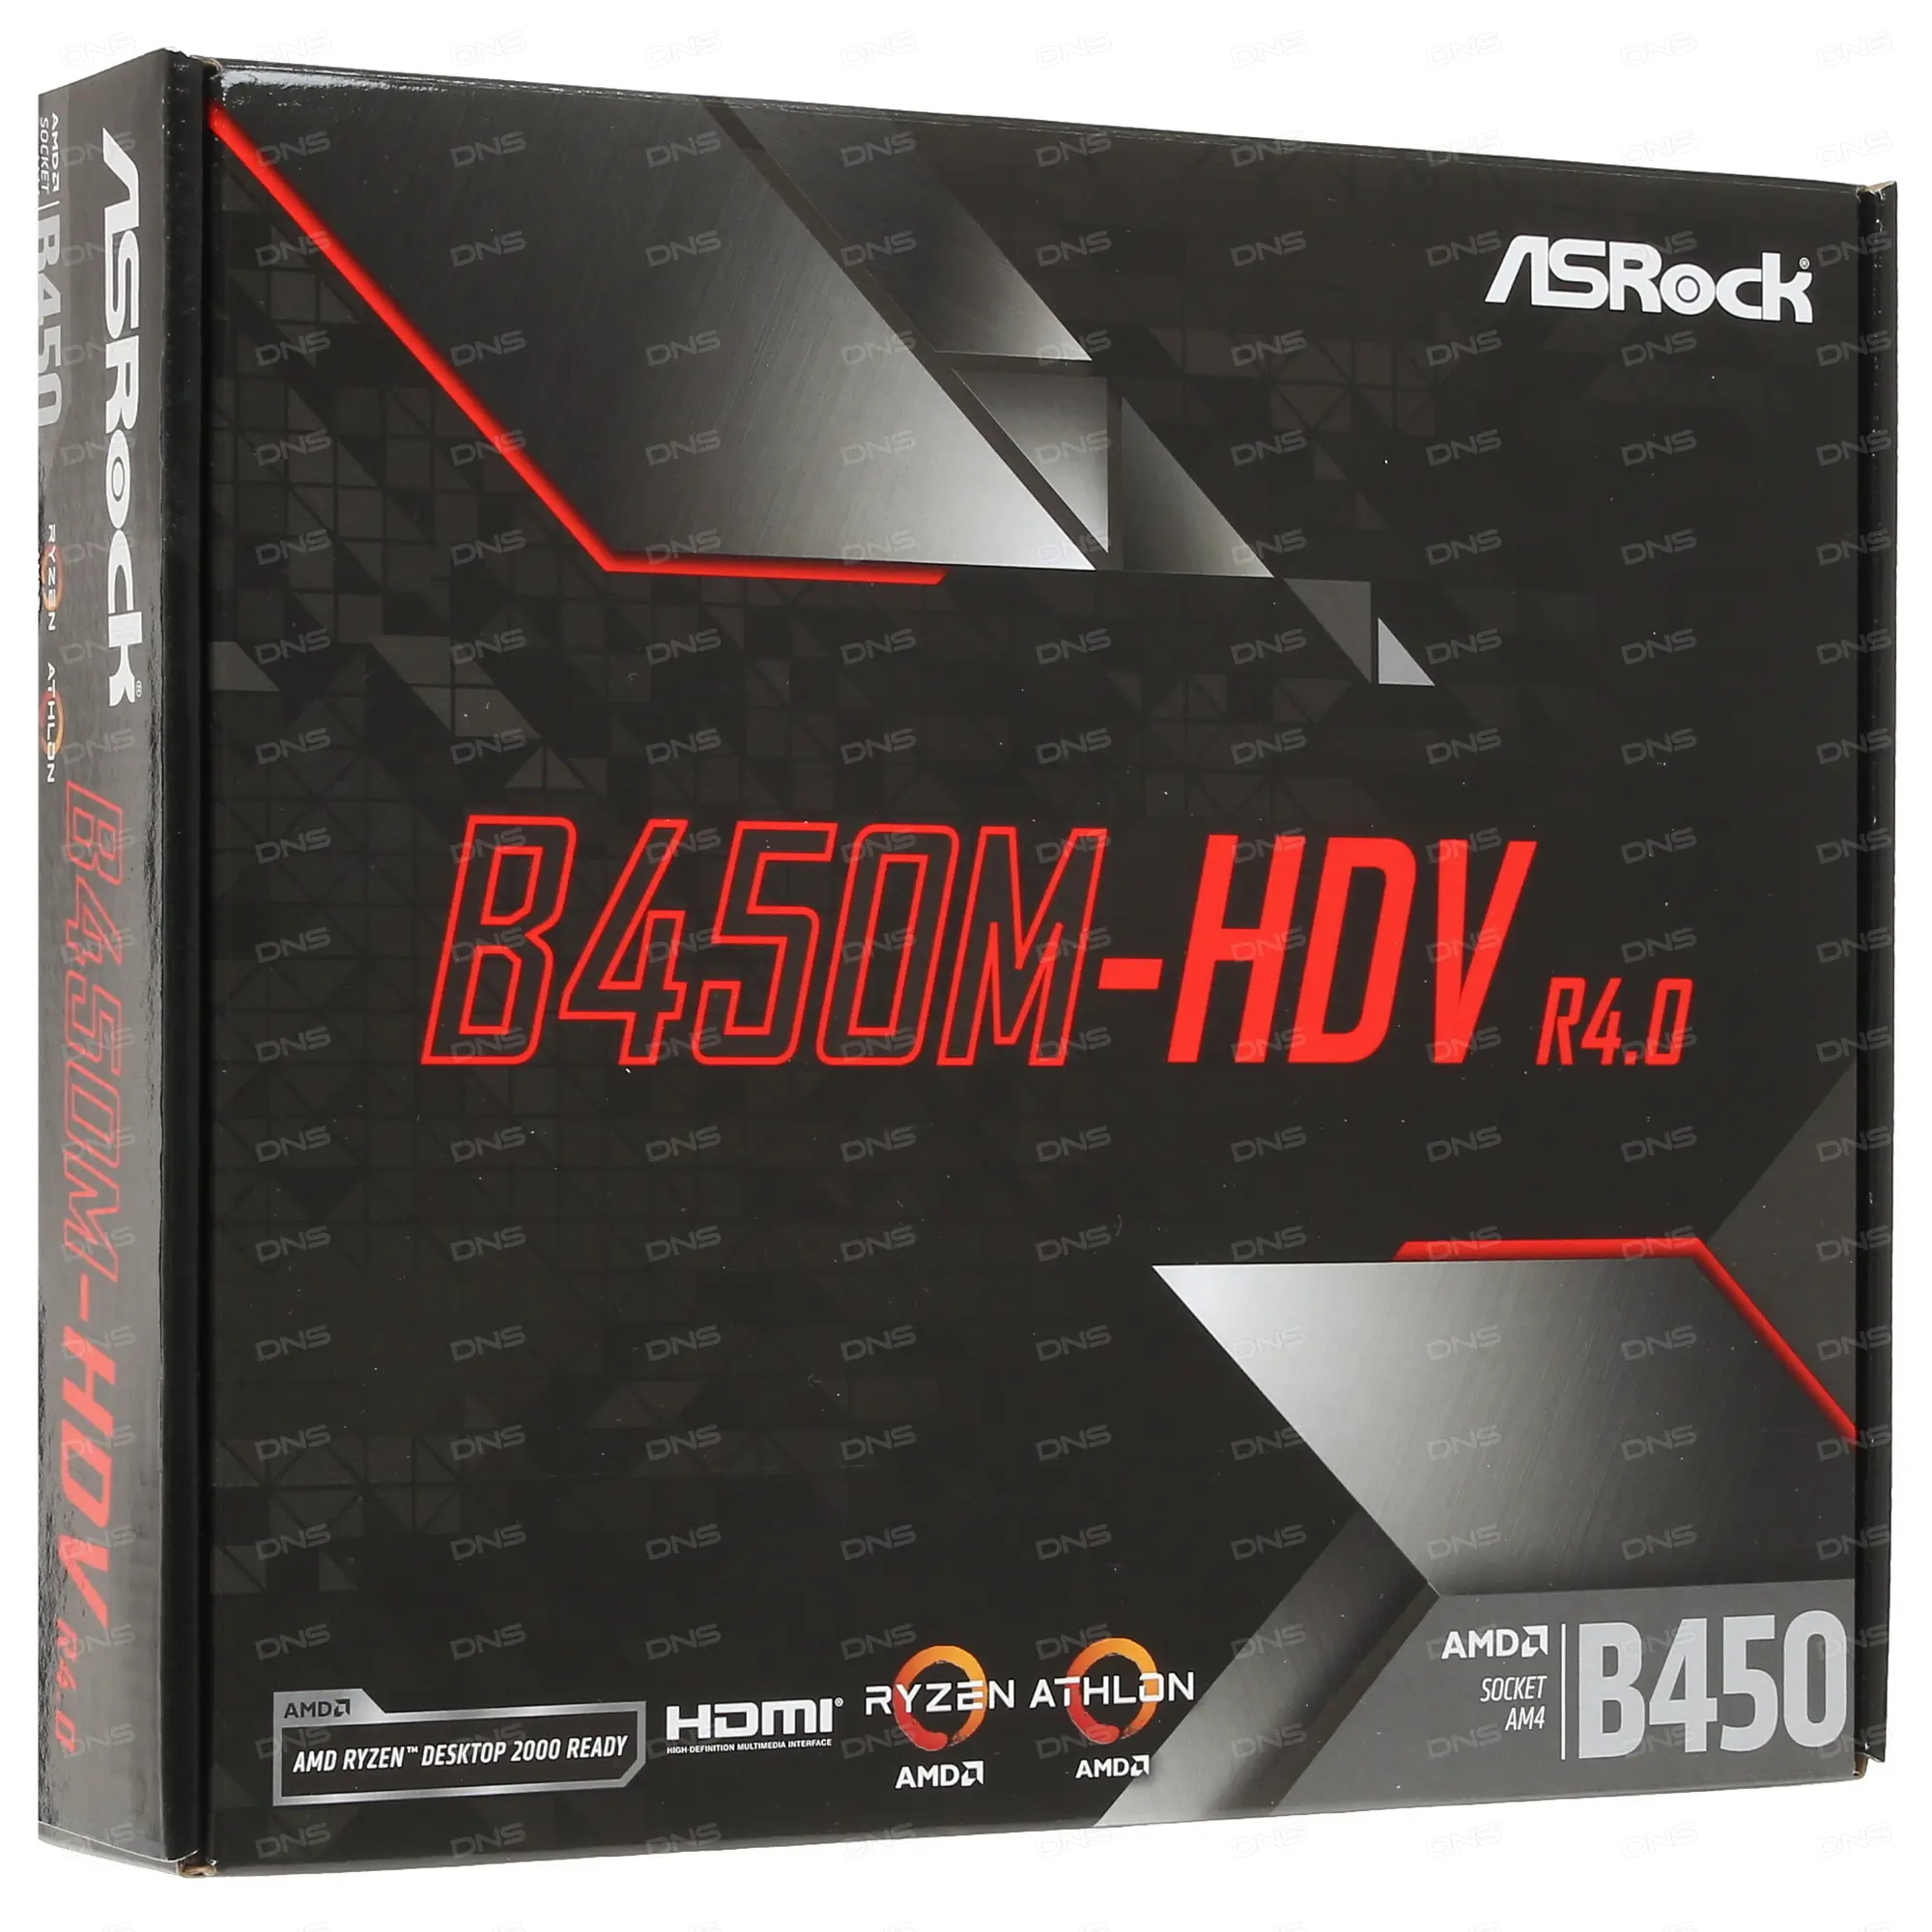 AMD
SOCKET
B450
RYZEN
ATHLON
ASRock®
B450M-HDV R4.0
ASRock®
B450M-HDV R4.0
AMD
AMD RYZEN™ DESKTOP 2000 READY
HDMI®
HIGH-DEFINITION MULTIMEDIA INTERFACE
RYZEN
AMD
ATHLON
AMD
AMD
SOCKET
AM4
B450
DNS